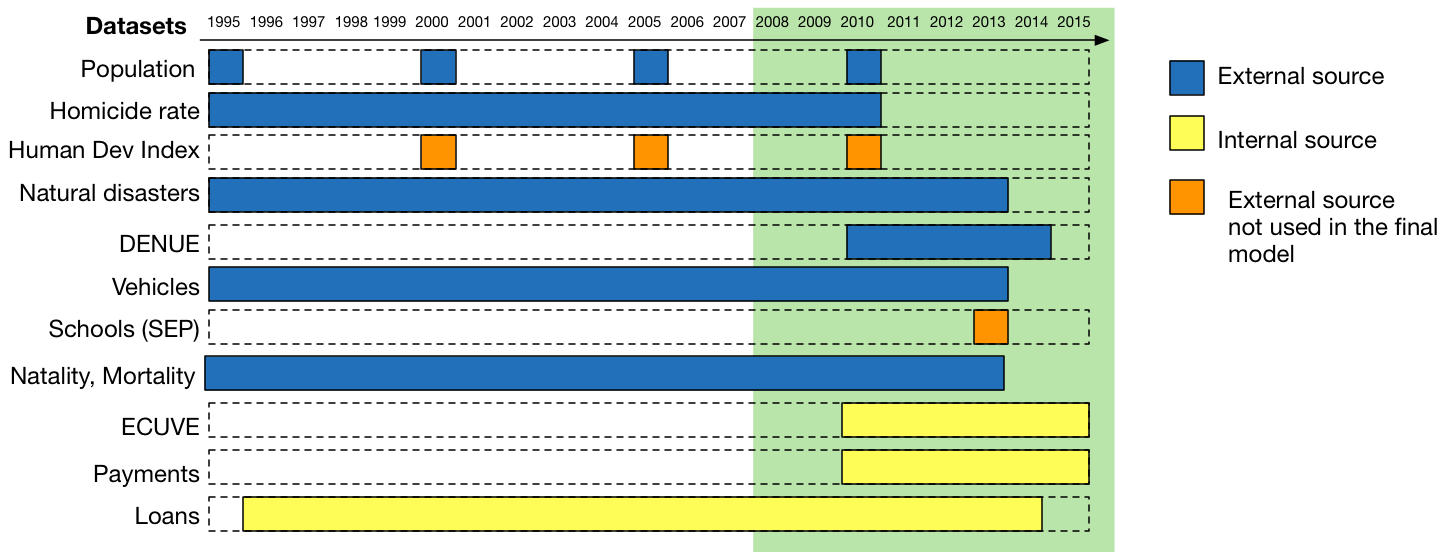 Datasets 1995 1996 1997 1998 1999 2000 2001 2002 2003 2004 2005 2006 2007 2008 2009 2010 2011 2012 2013 2014 2015
Population
Homicide rate
Human Dev Index
Natural disasters
DENUE
Vehicles
Schools (SEP)
Natality, Mortality
ECUVE
Payments
Loans
External source
Internal source
External source
not used in the final
model